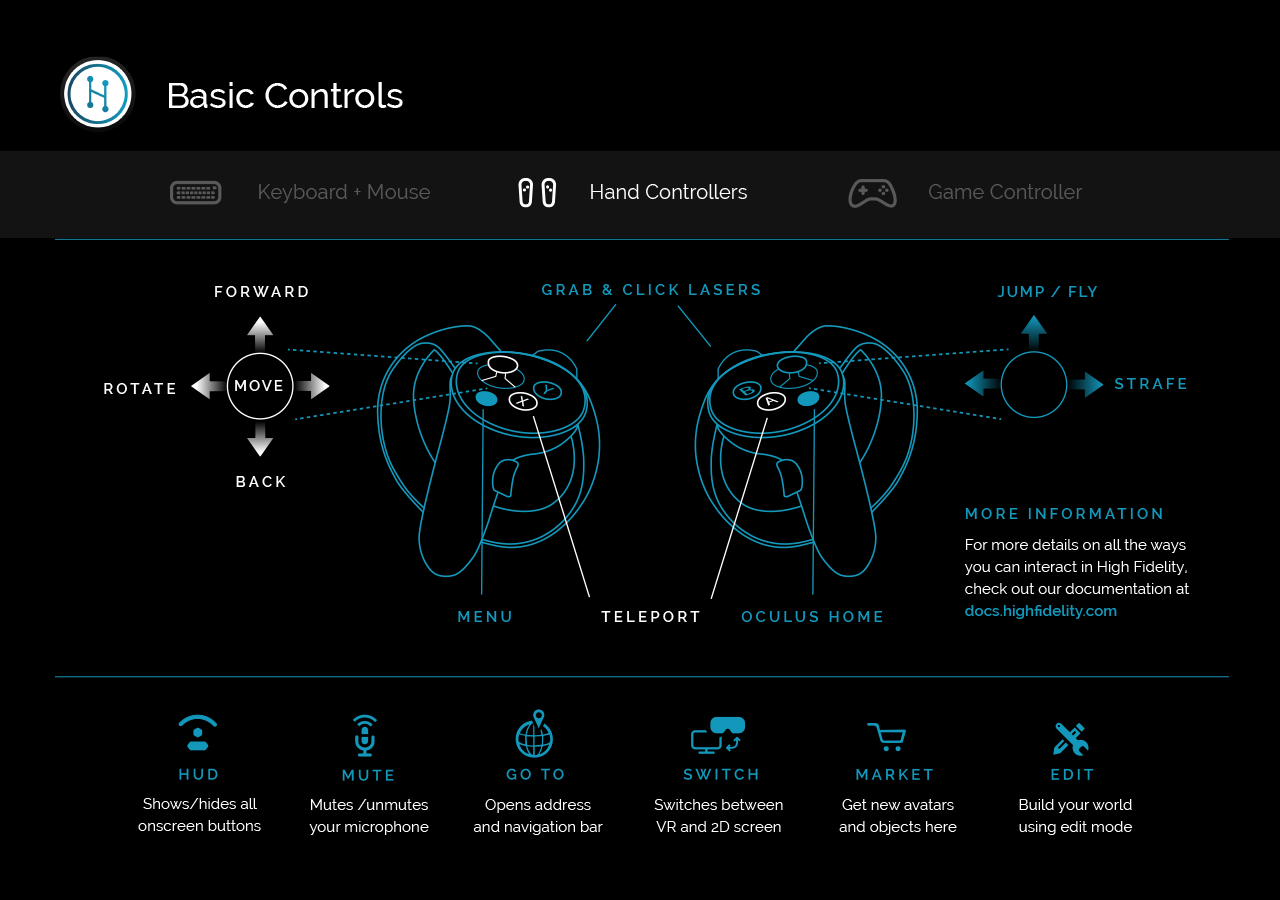 Basic Controls
Keyboard + Mouse
Hand Controllers
Game Controller
FORWARD
GRAB & CLICK LASERS
JUMP / FLY
ROTATE
MOVE
STRAFE
Y
X
B
A
BACK
MORE INFORMATION
For more details on all the ways
you can interact in High Fidelity,
check out our documentation at
docs.highfidelity.com
MENU
TELEPORT
OCULUS HOME
HUD
Shows/hides all
onscreen buttons
MUTE
Mutes /unmutes
your microphone
GO TO
Opens address
and navigation bar
SWITCH
Switches between
VR and 2D screen
MARKET
Get new avatars
and objects here
EDIT
Build your world
using edit mode